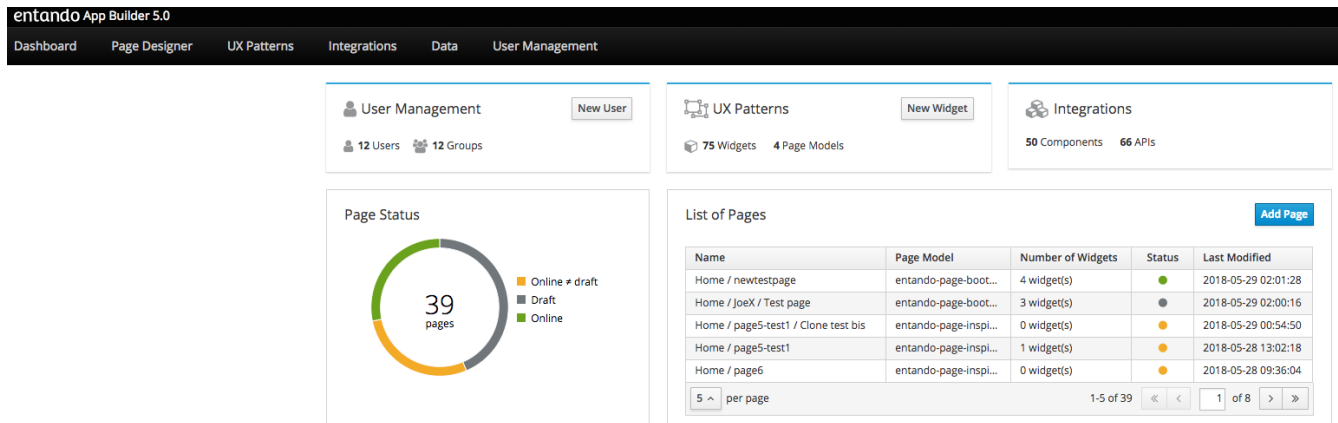 entando App Builder 5.0
Dashboard Page Designer UX Patterns Integrations Data User Management
User Management New User
12 Users 12 Groups
UX Patterns New Widget
75 Widgets 4 Page Models
Integrations
50 Components 66 APIs
Page Status
39
pages
Online ≠ draft
Draft
Online
List of Pages Add Page
Name Page Model Number of Widgets Status Last Modified
Home / newtestpage entando-page-boot... 4 widget(s) 2018-05-29 02:01:28
Home / JoeX / Test page entando-page-boot... 3 widget(s) 2018-05-29 02:00:16
Home / page5-test1 / Clone test bis entando-page-inspi... 0 widget(s) 2018-05-29 00:54:50
Home / page5-test1 entando-page-inspi... 1 widget(s) 2018-05-28 13:02:18
Home / page6 entando-page-inspi... 0 widget(s) 2018-05-28 09:36:04
5 per page 1-5 of 39 « < 1 of 8 > »